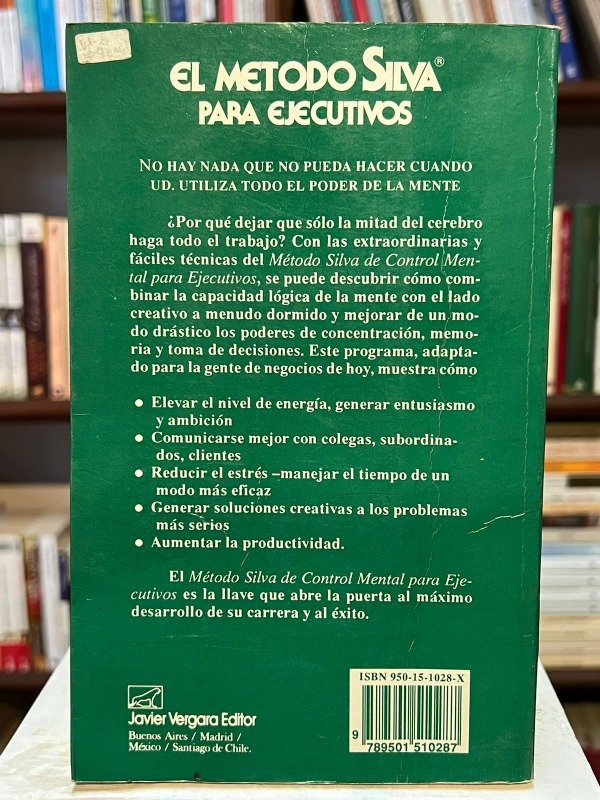 EL METODO SILVA®
PARA EJECUTIVOS
NO HAY NADA QUE NO PUEDA HACER CUANDO
UD. UTILIZA TODO EL PODER DE LA MENTE
¿Por qué dejar que sólo la mitad del cerebro
haga todo el trabajo? Con las extraordinarias y
fáciles técnicas del Método Silva de Control Men-
tal para Ejecutivos, se puede descubrir cómo com-
binar la capacidad lógica de la mente con el lado
creativo a menudo dormido y mejorar de un mo-
do drástico los poderes de concentración, memo-
ria y toma de decisiones. Este programa, adapta-
do para la gente de negocios de hoy, muestra cómo
● Elevar el nivel de energía, generar entusiasmo
y ambición
● Comunicarse mejor con colegas, subordina-
dos, clientes
● Reducir el estrés –manejar el tiempo de un
modo más eficaz
● Generar soluciones creativas a los problemas
más serios
● Aumentar la productividad.
El Método Silva de Control Mental para Eje-
cutivos es la llave que abre la puerta al máximo
desarrollo de su carrera y al éxito.
Javier Vergara Editor
Buenos Aires / Madrid /
México / Santiago de Chile.
ISBN 950-15-1028-X
9 789501 510287